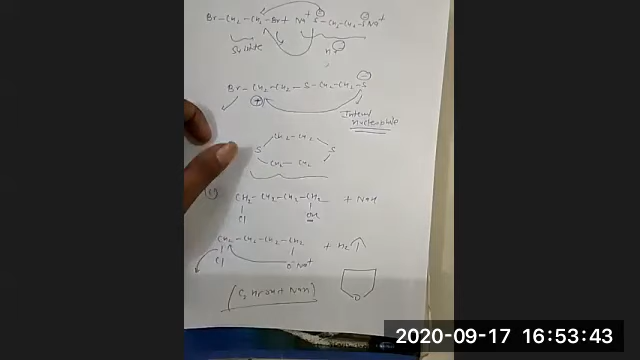 Br-CH₂-CH₂-Br + Na⁺ S-CH₂-CH₂-S Na⁺
Substrate
Nu⊖
Br-CH₂-CH₂-S-CH₂-CH₂-S⊖
⊕
Internal
nucleophile
CH₂-CH₂
S S
CH₂-CH₂
CH₂-CH₂-CH₂-CH₂ + NaH
Cl OH
CH₂-CH₂-CH₂-CH₂ + H₂↑
Cl O⁻Na⁺
O
2020-09-17 16:53:43